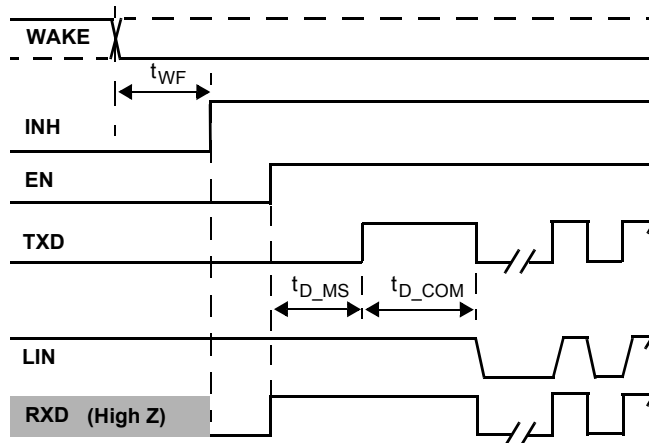 WAKE
tWF
INH
EN
TXD
tD_MS tD_COM
LIN
RXD (High Z)